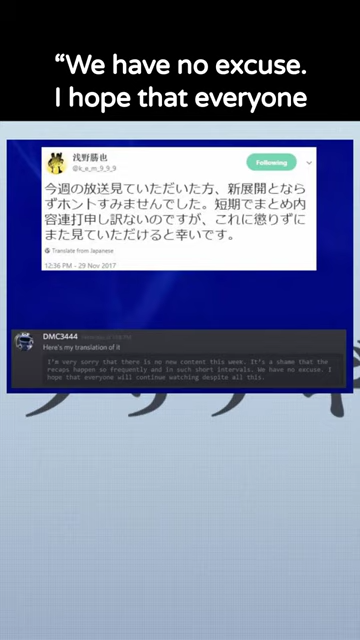 “We have no excuse.
I hope that everyone
浅野勝也
@k_a_m_9_9_9
Following
今週の放送見ていただいた方、新展開となら
ずホントすみませんでした。短期でまとめ内
容連打申し訳ないのですが、これに懲りずに
また見ていただけると幸いです。
Translate from Japanese
12:36 PM - 29 Nov 2017
DMC3444
Here's my translation of it
I'm very sorry that there is no new content this week. It's a shame that the
recaps happen so frequently and in such short intervals. We have no excuse. I
hope that everyone will continue watching despite all this.